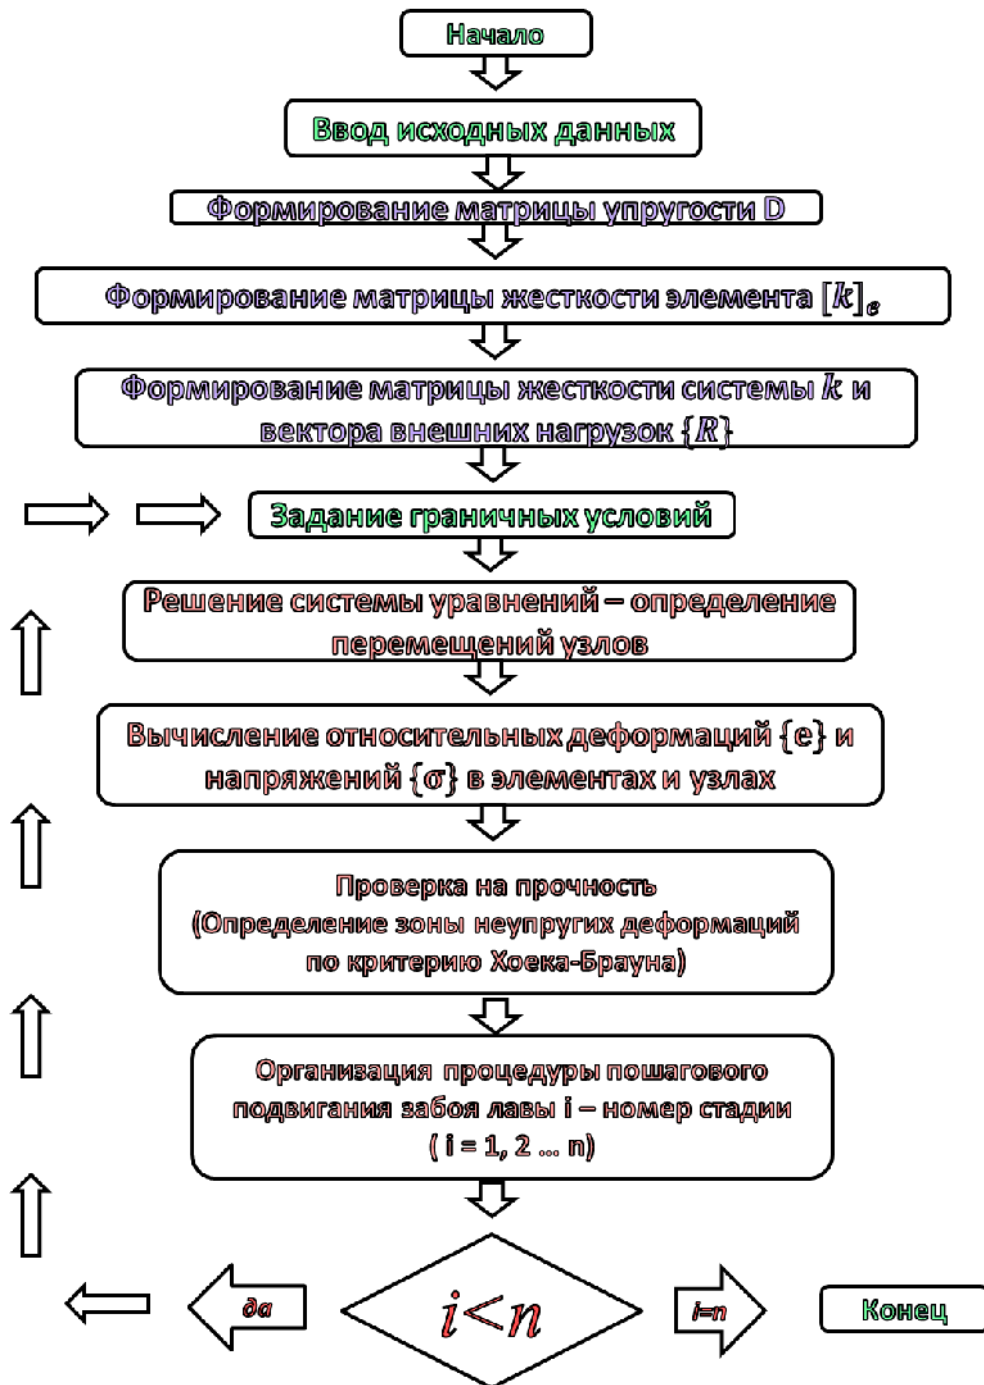 Начало
Ввод исходных данных
Формирование матрицы упругости D
Формирование матрицы жесткости элемента [k]e
Формирование матрицы жесткости системы k и
вектора внешних нагрузок {R}
Задание граничных условий
Решение системы уравнений – определение
перемещений узлов
Вычисление относительных деформаций {e} и
напряжений {σ} в элементах и узлах
Проверка на прочность
(Определение зоны неупругих деформаций
по критерию Хоека-Брауна)
Организация процедуры пошагового
подвигания забоя лавы i – номер стадии
( i = 1, 2 ... n)
да
i<n
i=n
Конец